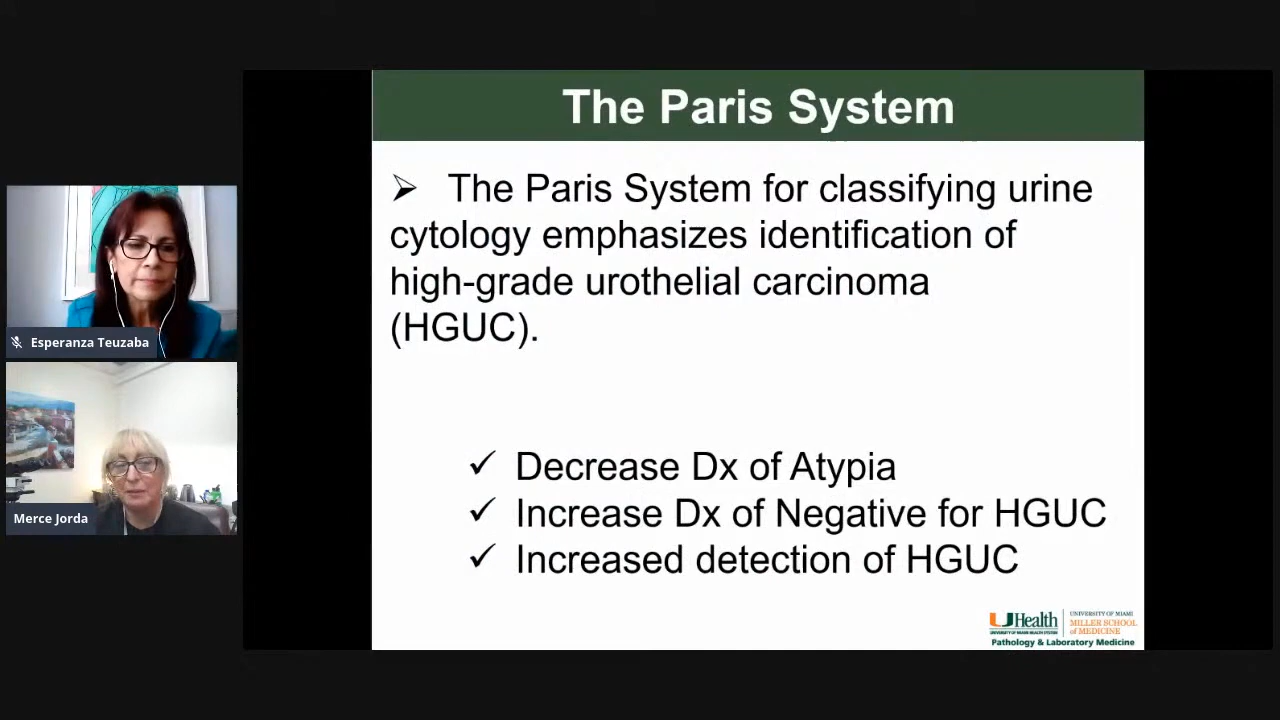 The Paris System
➢ The Paris System for classifying urine
cytology emphasizes identification of
high-grade urothelial carcinoma
(HGUC).
✓ Decrease Dx of Atypia
✓ Increase Dx of Negative for HGUC
✓ Increased detection of HGUC
Esperanza Teuzaba
Merce Jorda
UHealth
UNIVERSITY OF MIAMI HEALTH SYSTEM
UNIVERSITY OF MIAMI
MILLER SCHOOL
of MEDICINE
Pathology & Laboratory Medicine